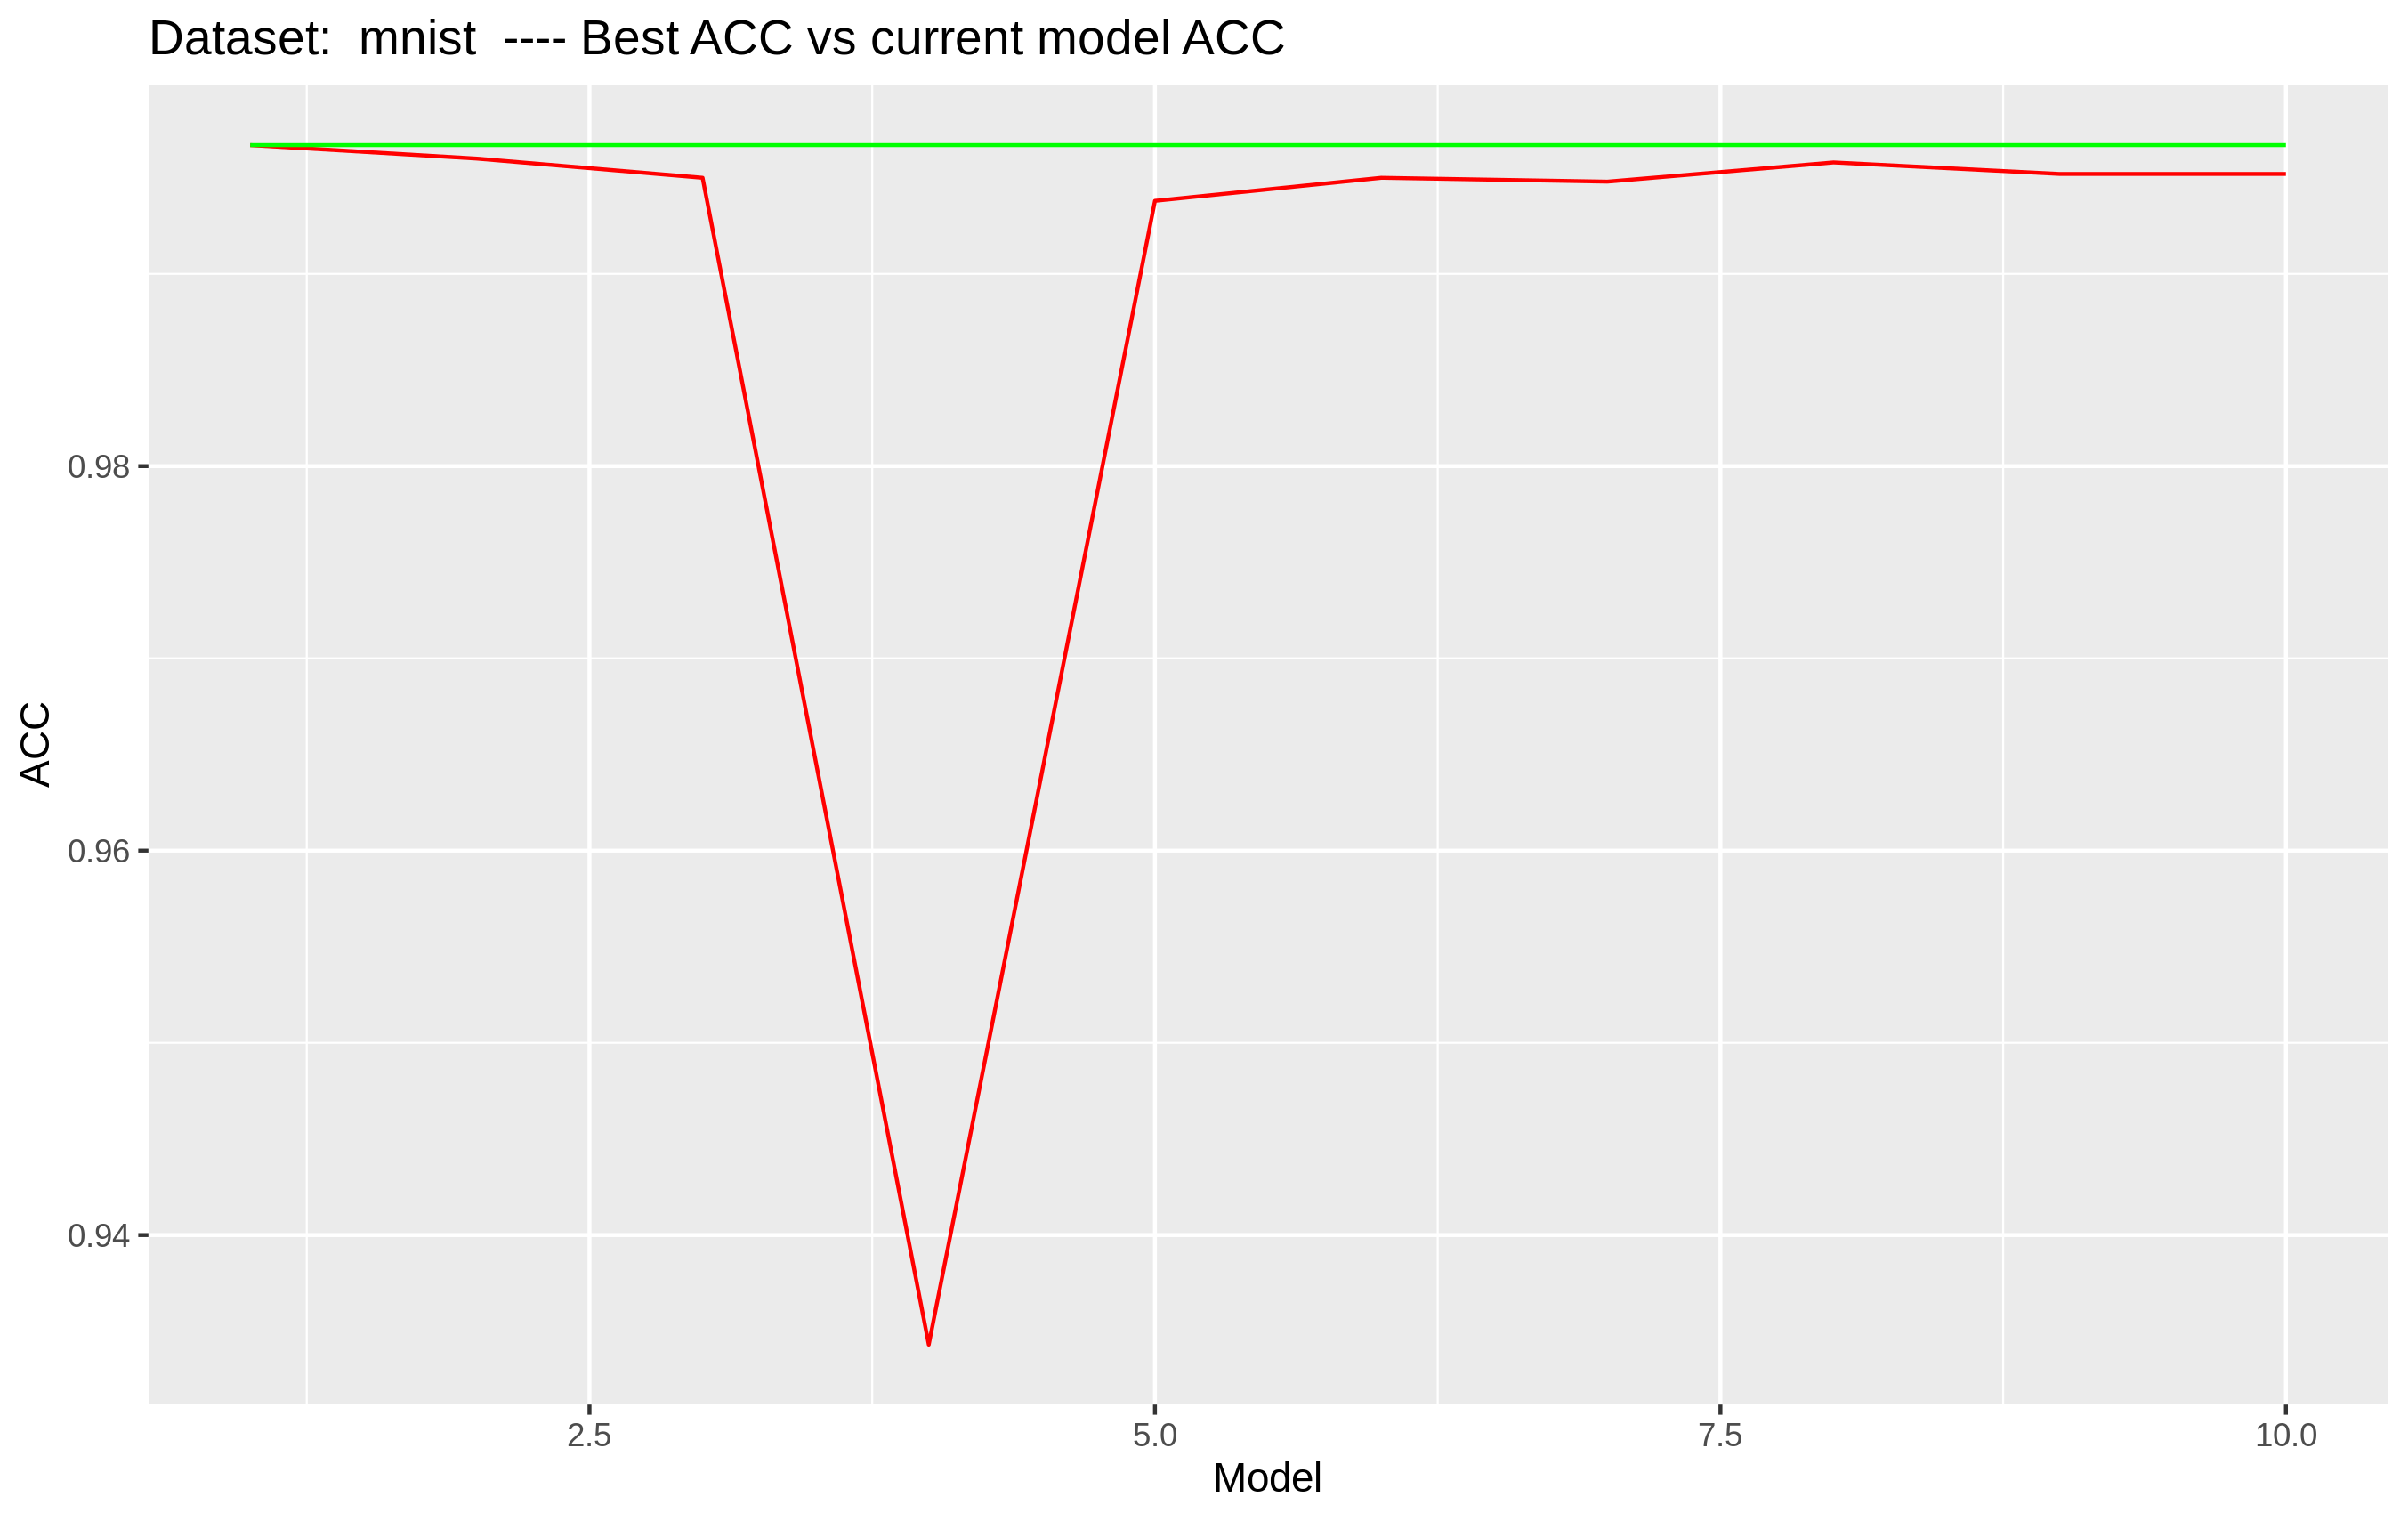 Dataset:  mnist  ---- Best ACC vs current model ACC
ACC
0.98
0.96
0.94
2.5 5.0 7.5 10.0
Model